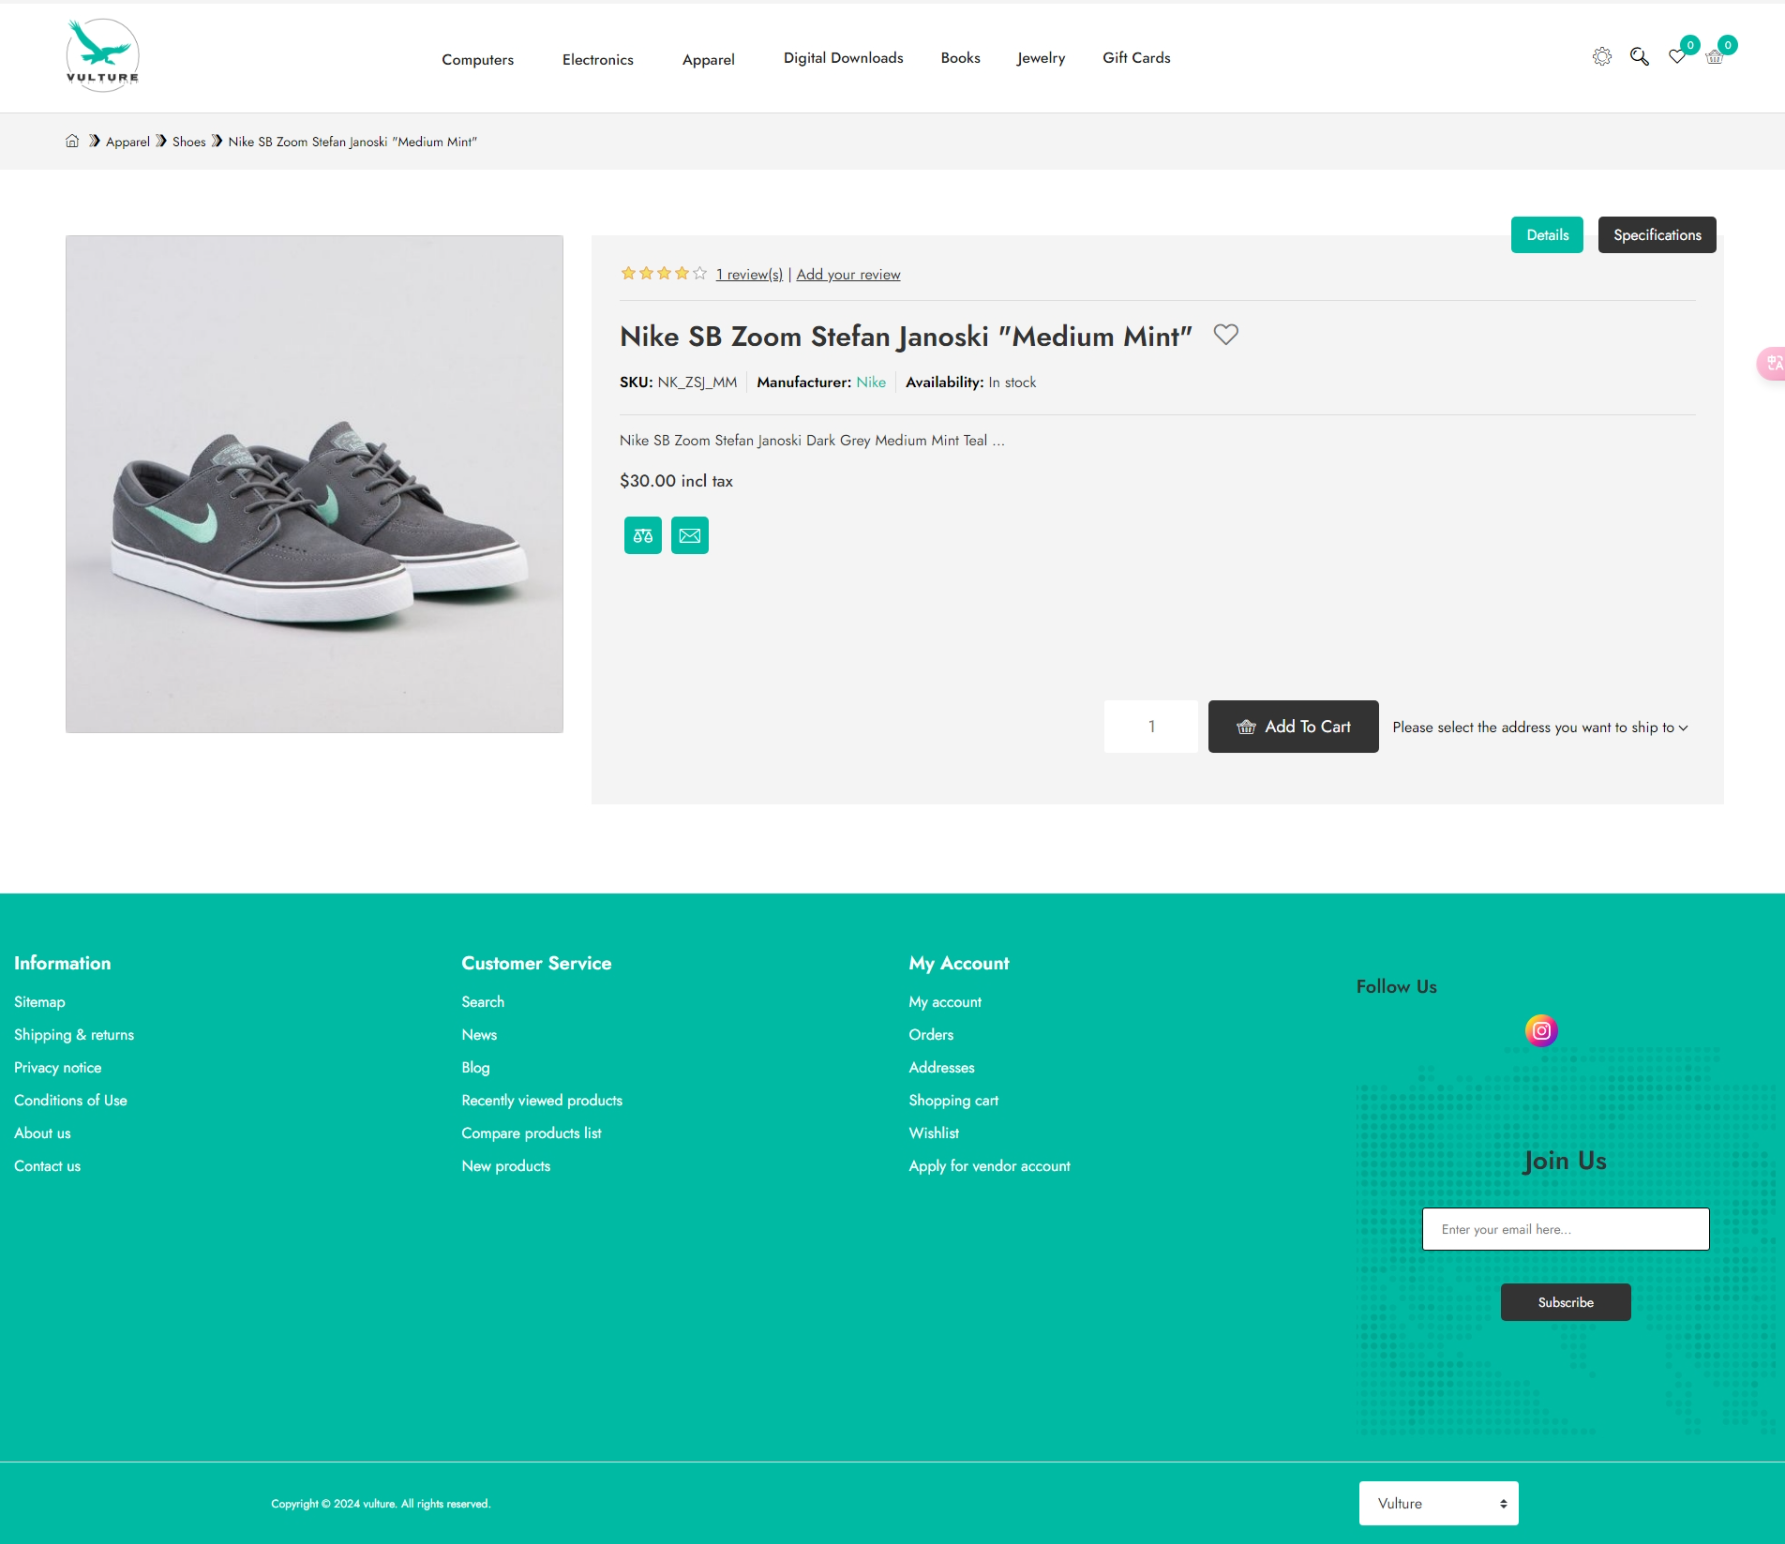 VULTURE
Computers Electronics Apparel Digital Downloads Books Jewelry Gift Cards
0 0
Apparel Shoes Nike SB Zoom Stefan Janoski "Medium Mint"
Details Specifications
1 review(s) | Add your review
Nike SB Zoom Stefan Janoski "Medium Mint"
SKU: NK_ZSJ_MM Manufacturer: Nike Availability: In stock
Nike SB Zoom Stefan Janoski Dark Grey Medium Mint Teal ...
$30.00 incl tax
1 Add To Cart Please select the address you want to ship to
Information
Sitemap
Shipping & returns
Privacy notice
Conditions of Use
About us
Contact us
Customer Service
Search
News
Blog
Recently viewed products
Compare products list
New products
My Account
My account
Orders
Addresses
Shopping cart
Wishlist
Apply for vendor account
Follow Us
Join Us
Enter your email here...
Subscribe
Copyright © 2024 vulture. All rights reserved.
Vulture